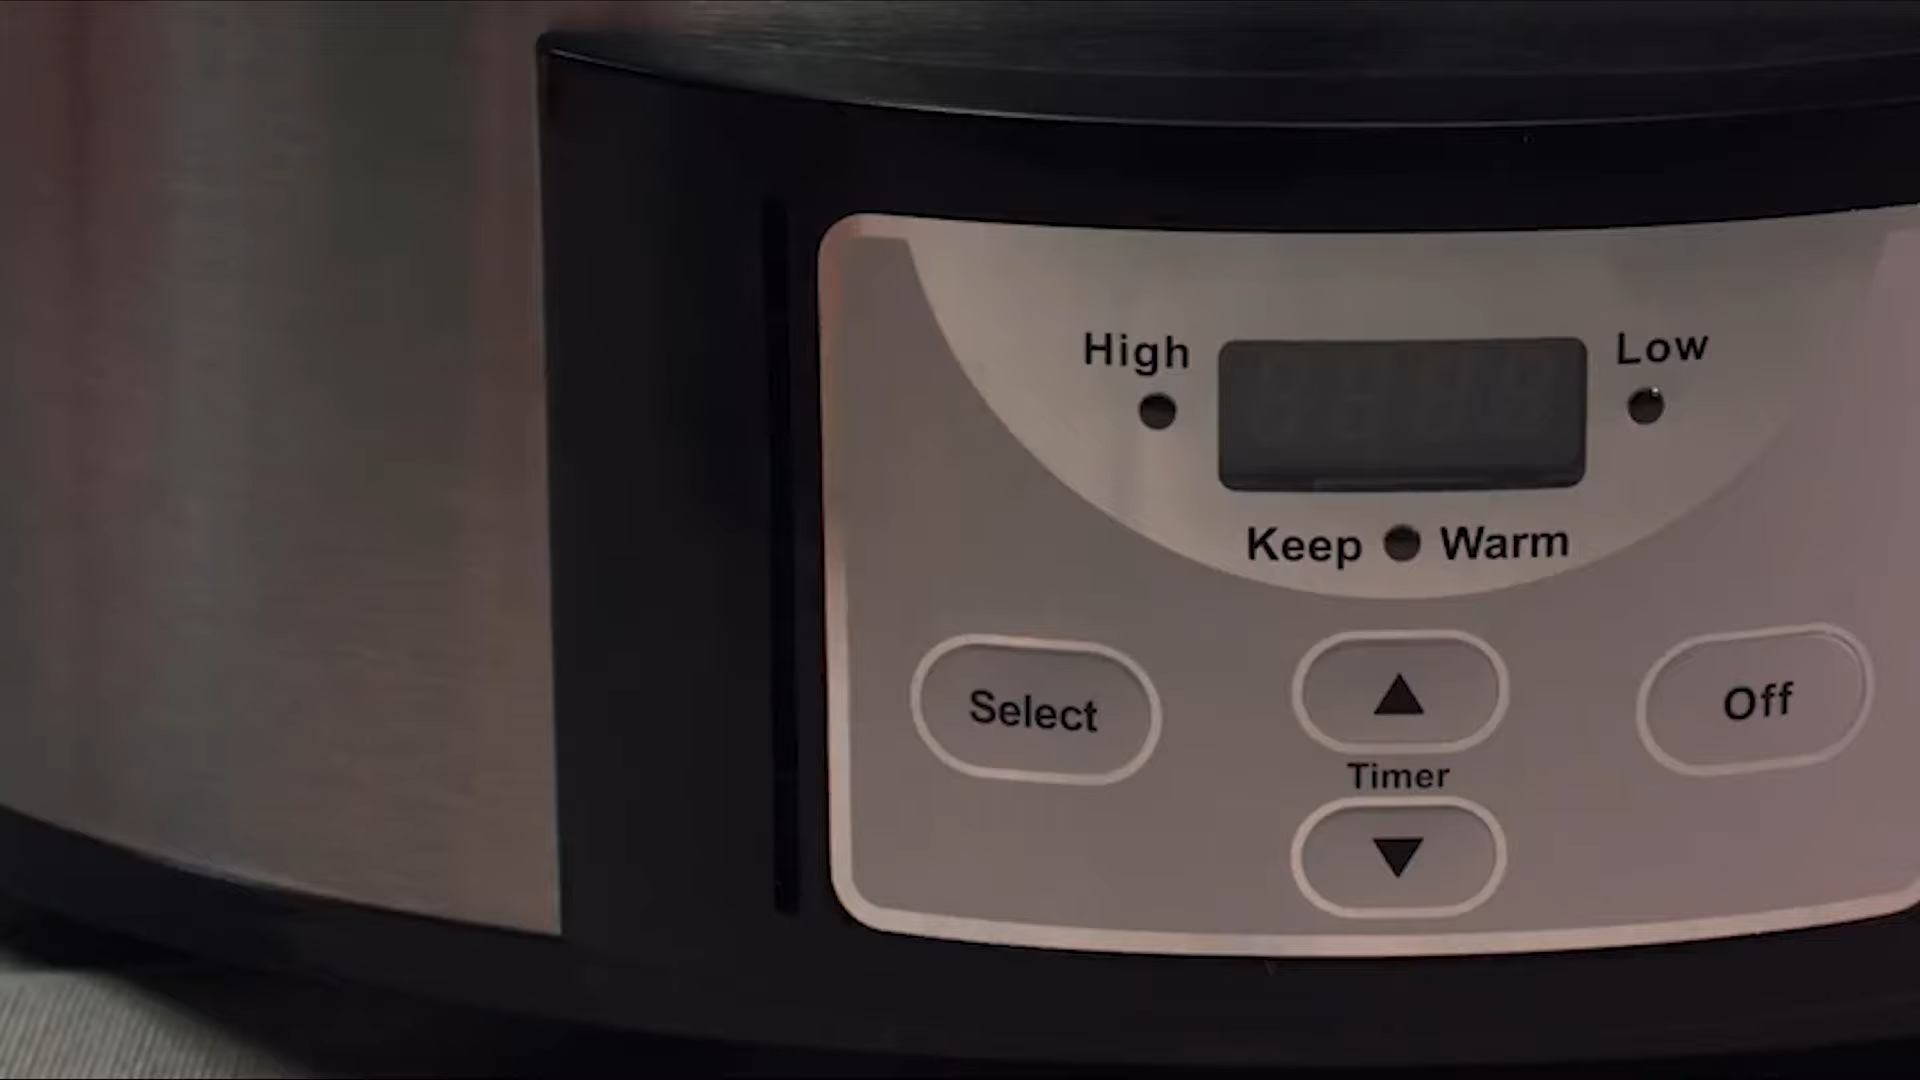 High
Low
Keep Warm
Select
Off
▲
Timer
▼